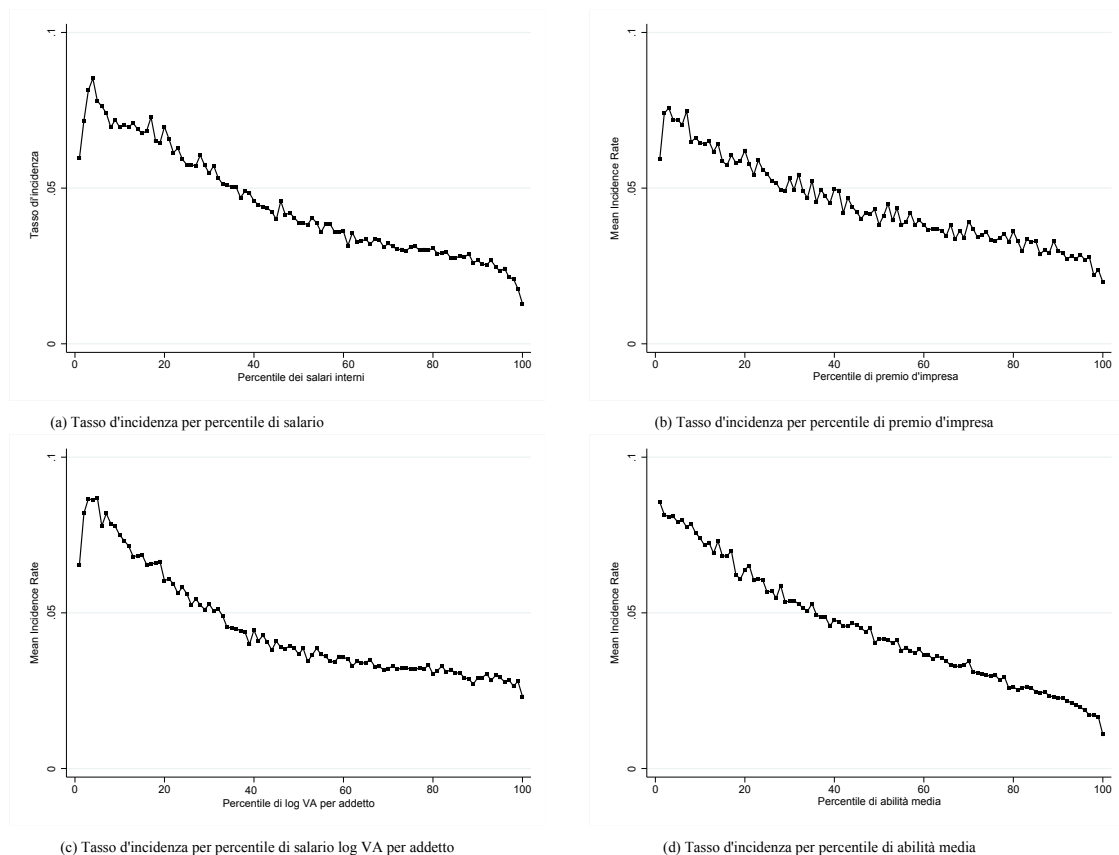 .1
.05
0
Tasso di'incidenza
0 20 40 60 80 100
Percentile dei salari interni
(a) Tasso d'incidenza per percentile di salario
.1
.05
0
Mean Incidence Rate
0 20 40 60 80 100
Percentile di premio d'impresa
(b) Tasso d'incidenza per percentile di premio d'impresa
.1
.05
0
Mean Incidence Rate
0 20 40 60 80 100
Percentile di log VA per addetto
(c) Tasso d'incidenza per percentile di salario log VA per addetto
.1
.05
0
Mean Incidence Rate
0 20 40 60 80 100
Percentile di abilità media
(d) Tasso d'incidenza per percentile di abilità media